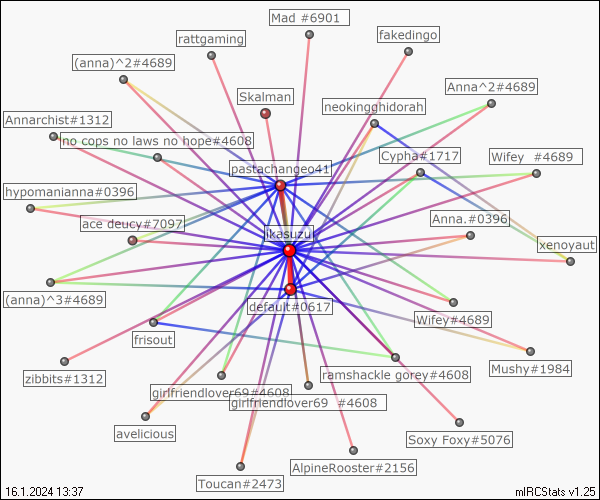 Mad #6901
rattgaming
fakedingo
(anna)^2#4689
Anna^2#4689
Skalman
neokingghidorah
Annarchist#1312
no cops no laws no hope#4608
Cypha#1717
Wifey  #4689
pastachangeo41
hypomanianna#0396
ace deucy#7097
ikasuzu
Anna.#0396
xenoyaut
(anna)^3#4689
default#0617
Wifey#4689
frisout
zibbits#1312
girlfriendlover69#4608
girlfriendlover69  #4608
ramshackle gorey#4608
Mushy#1984
avelicious
Soxy Foxy#5076
AlpineRooster#2156
Toucan#2473
16.1.2024 13:37
mIRCStats v1.25